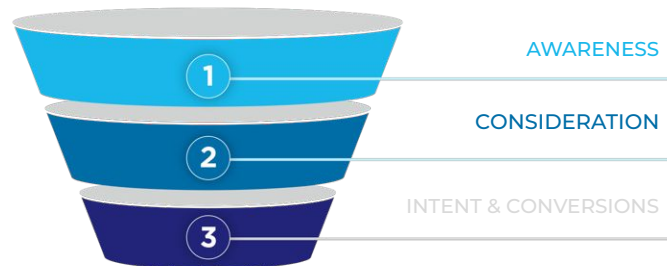 1
AWARENESS
2
CONSIDERATION
3
INTENT & CONVERSIONS